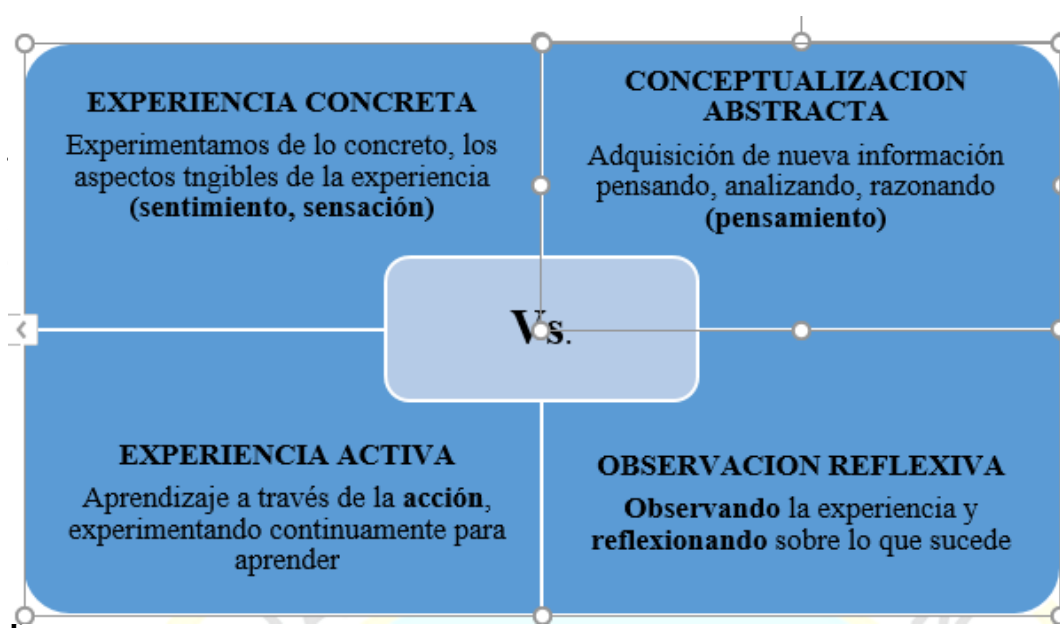 EXPERIENCIA CONCRETA
Experimentamos de lo concreto, los
aspectos tngibles de la experiencia
(sentimiento, sensación)
CONCEPTUALIZACION
ABSTRACTA
Adquisición de nueva información
pensando, analizando, razonando
(pensamiento)
Vs.
EXPERIENCIA ACTIVA
Aprendizaje a través de la acción,
experimentando continuamente para
aprender
OBSERVACION REFLEXIVA
Observando la experiencia y
reflexionando sobre lo que sucede